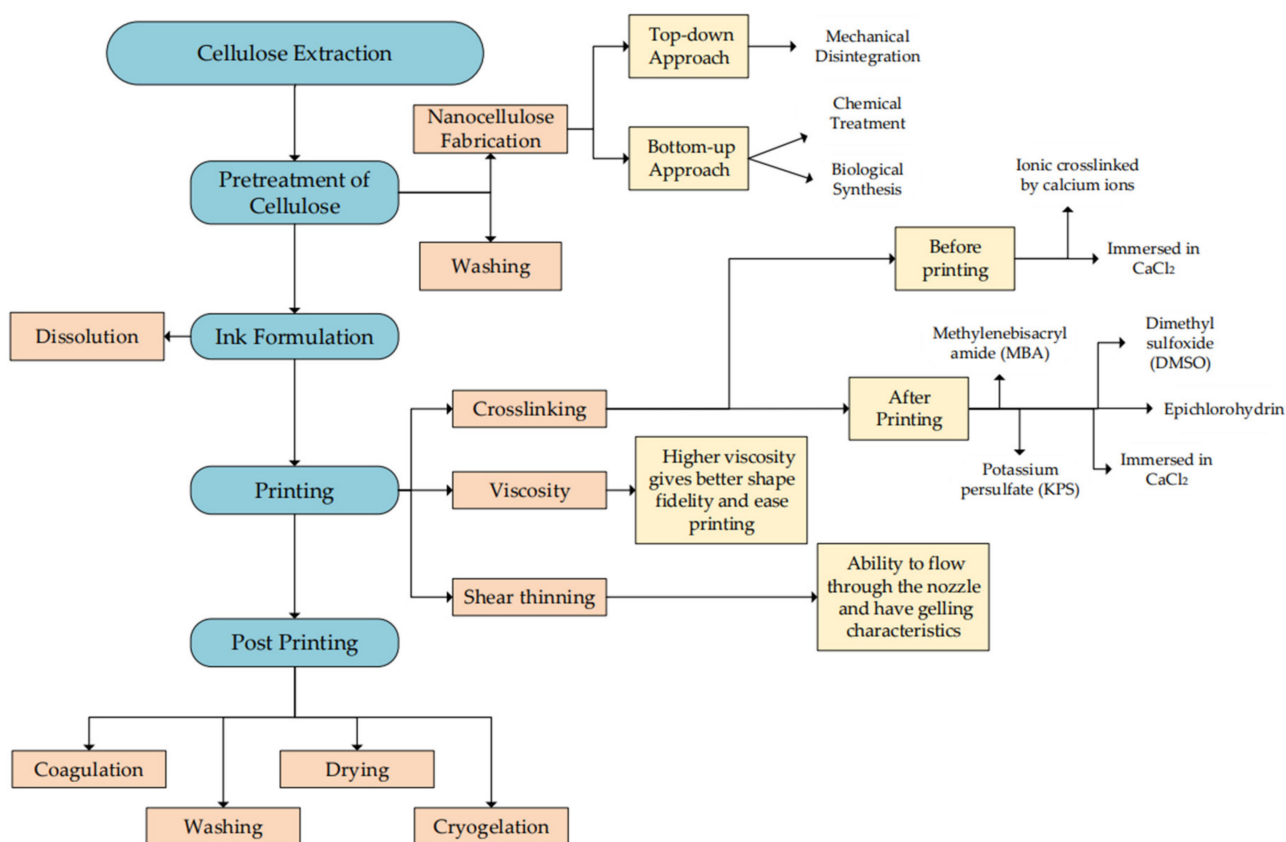 Cellulose Extraction
Top-down
Approach
Mechanical
Disintegration
Nanocellulose
Fabrication
Chemical
Treatment
Bottom-up
Approach
Biological
Synthesis
Pretreatment of
Cellulose
Washing
Ionic crosslinked
by calcium ions
Before
printing
Immersed in
CaCl₂
Dissolution
Ink Formulation
Methylenebisacryl
amide (MBA)
Dimethyl
sulfoxide
(DMSO)
Crosslinking
After
Printing
Epichlorohydrin
Potassium
persulfate (KPS)
Immersed in
CaCl₂
Printing
Viscosity
Higher viscosity
gives better shape
fidelity and ease
printing
Shear thinning
Ability to flow
through the nozzle
and have gelling
characteristics
Post Printing
Coagulation
Drying
Washing
Cryogelation